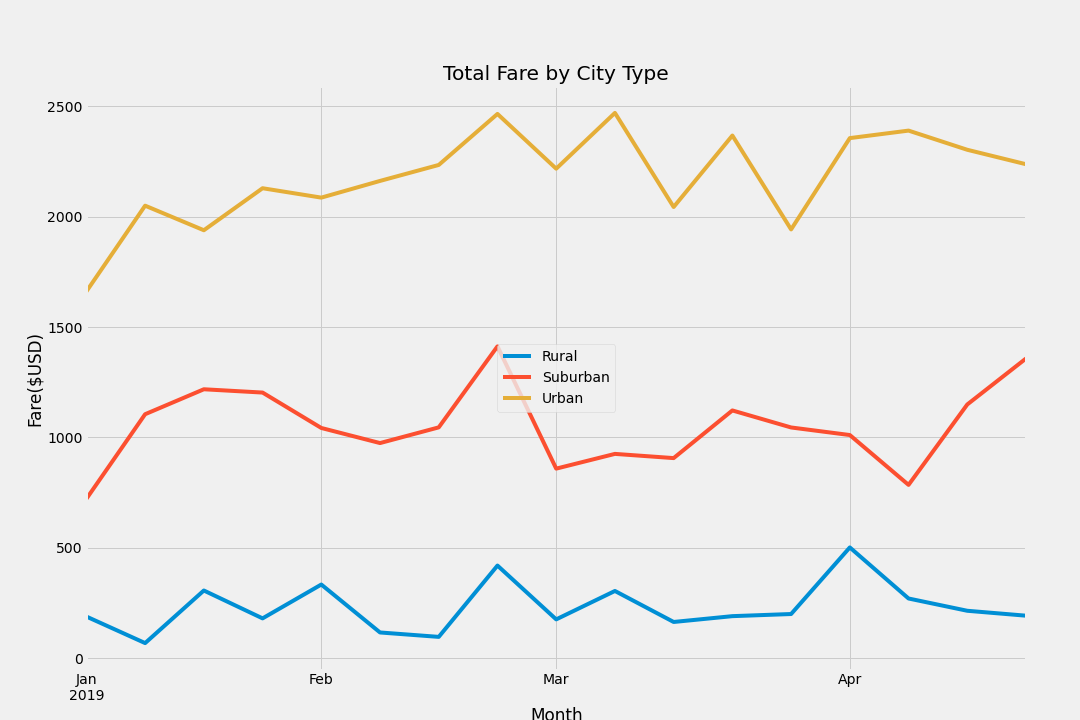 Total Fare by City Type
2500
2000
1500
1000
500
0
Fare($USD)
Rural
Suburban
Urban
Jan Feb Mar Apr
2019
Month